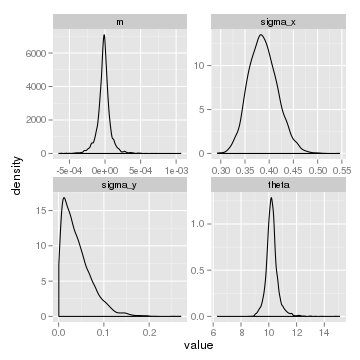 m
sigma_x
6000
4000
2000
0
-5e-04
0e+00
5e-04
1e-03
10
5
0
0.30
0.35
0.40
0.45
0.50
0.55
density
sigma_y
theta
15
10
5
0
0.0
0.1
0.2
1.0
0.5
0.0
6
8
10
12
14
value